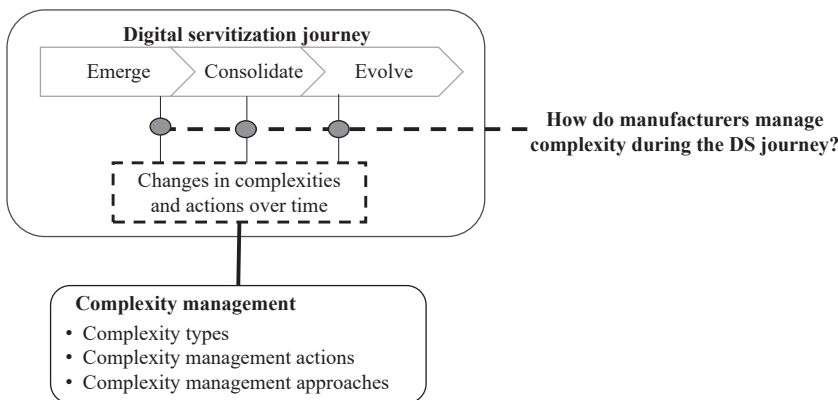 Digital servitization journey
Emerge
Consolidate
Evolve
How do manufacturers manage
complexity during the DS journey?
Changes in complexities
and actions over time
Complexity management
• Complexity types
• Complexity management actions
• Complexity management approaches